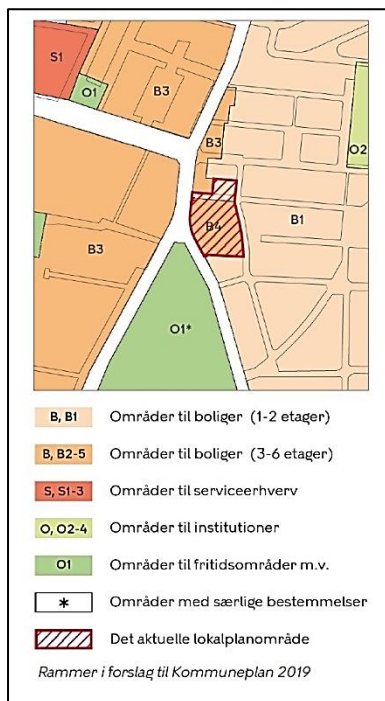 S1
O1
B3
B3
O2
B4
B1
B3
O1*
B, B1 Områder til boliger (1-2 etager)
B, B2-5 Områder til boliger (3-6 etager)
S, S1-3 Områder til serviceerhverv
O, O2-4 Områder til institutioner
O1 Områder til fritidsområder m.v.
* Områder med særlige bestemmelser
Det aktuelle lokalplanområde
Rammer i forslag til Kommuneplan 2019